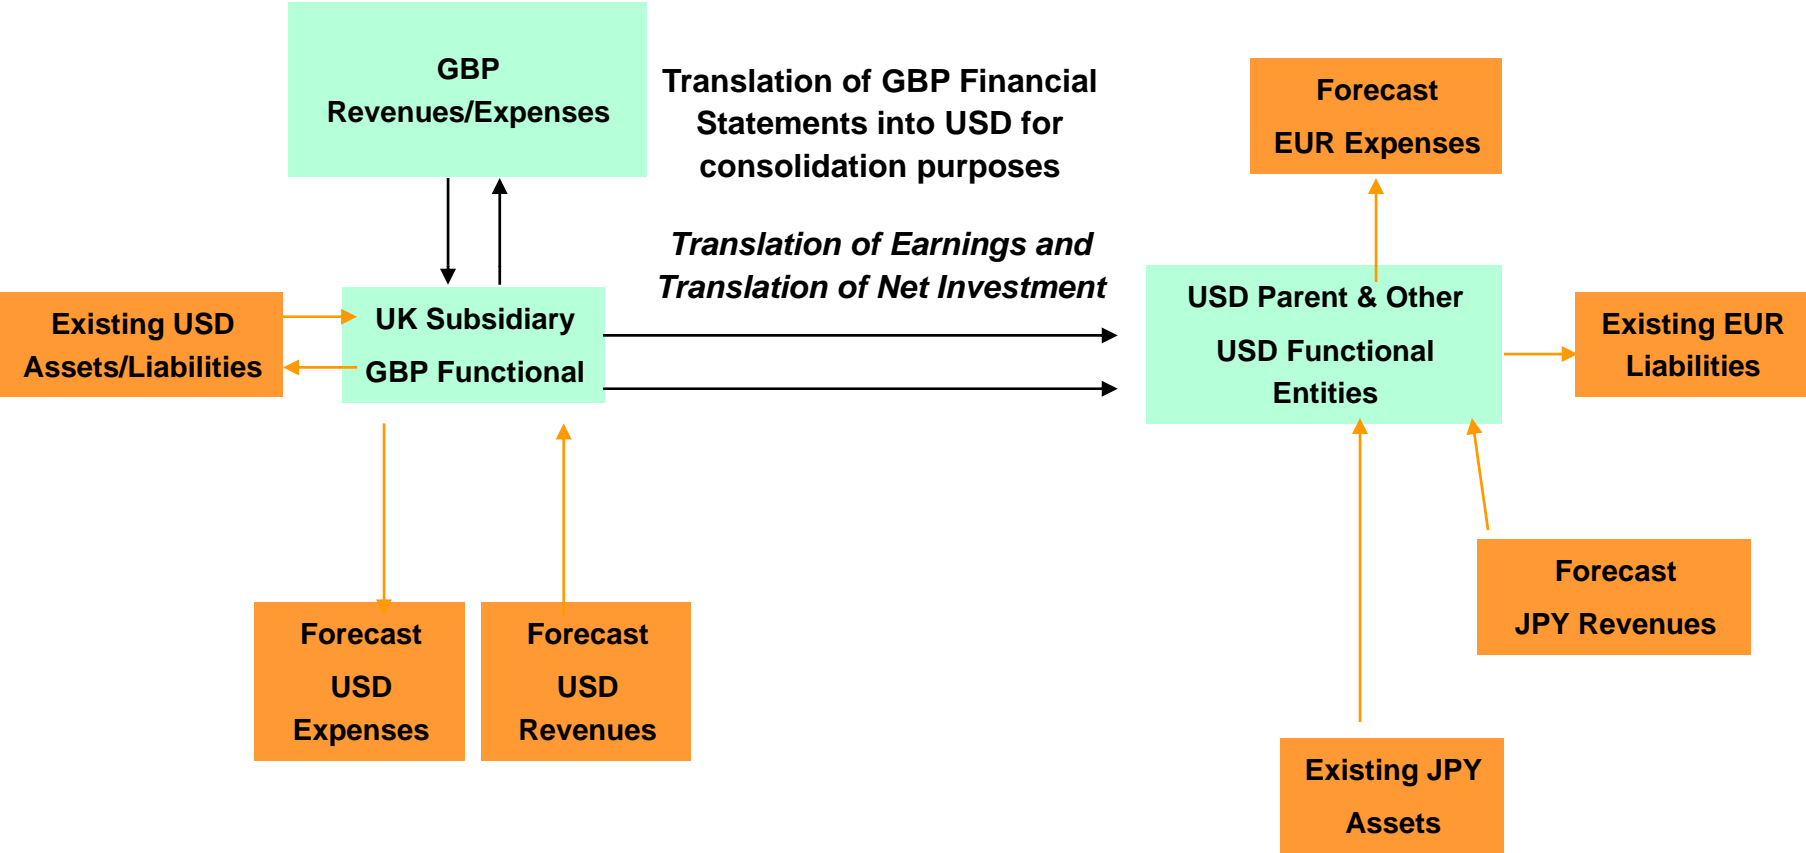 GBP
Revenues/Expenses
Translation of GBP Financial
Statements into USD for
consolidation purposes
Translation of Earnings and
Translation of Net Investment
Forecast
EUR Expenses
Existing USD
Assets/Liabilities
UK Subsidiary
GBP Functional
USD Parent & Other
USD Functional
Entities
Existing EUR
Liabilities
Forecast
USD
Expenses
Forecast
USD
Revenues
Forecast
JPY Revenues
Existing JPY
Assets